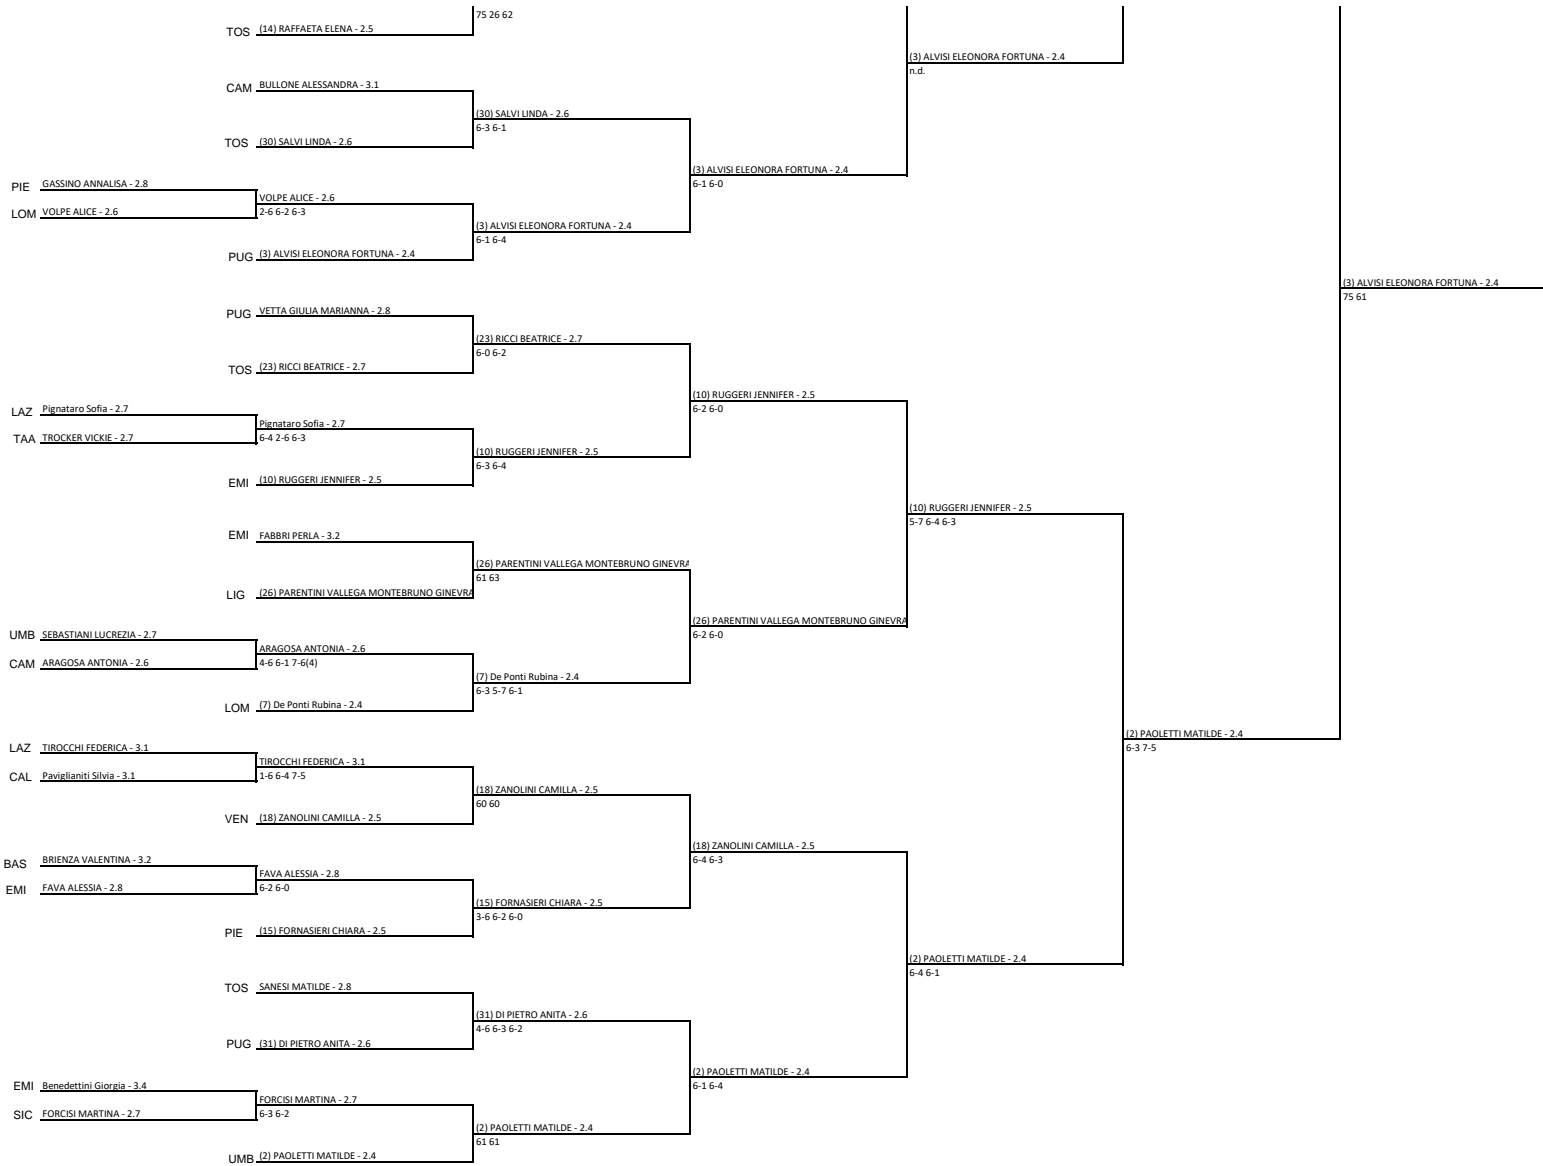 75 26 62
TOS (14) RAFFAETA ELENA - 2.5
(3) ALVISI ELEONORA FORTUNA - 2.4
n.d.
CAM BULLONE ALESSANDRA - 3.1
(30) SALVI LINDA - 2.6
6-3 6-1
TOS (30) SALVI LINDA - 2.6
(3) ALVISI ELEONORA FORTUNA - 2.4
6-1 6-0
PIE GASSINO ANNALISA - 2.8
VOLPE ALICE - 2.6
LOM VOLPE ALICE - 2.6
2-6 6-2 6-3
(3) ALVISI ELEONORA FORTUNA - 2.4
6-1 6-4
PUG (3) ALVISI ELEONORA FORTUNA - 2.4
(3) ALVISI ELEONORA FORTUNA - 2.4
75 61
PUG VETTA GIULIA MARIANNA - 2.8
(23) RICCI BEATRICE - 2.7
6-0 6-2
TOS (23) RICCI BEATRICE - 2.7
(10) RUGGERI JENNIFER - 2.5
6-2 6-0
LAZ Pignataro Sofia - 2.7
Pignataro Sofia - 2.7
TAA TROCKER VICKIE - 2.7
6-4 2-6 6-3
(10) RUGGERI JENNIFER - 2.5
6-3 6-4
EMI (10) RUGGERI JENNIFER - 2.5
(10) RUGGERI JENNIFER - 2.5
5-7 6-4 6-3
EMI FABBRI PERLA - 3.2
(26) PARENTINI VALLEGA MONTEBRUNO GINEVRA
61 63
LIG (26) PARENTINI VALLEGA MONTEBRUNO GINEVRA
(26) PARENTINI VALLEGA MONTEBRUNO GINEVRA
6-2 6-0
UMB SEBASTIANI LUCREZIA - 2.7
ARAGOSA ANTONIA - 2.6
CAM ARAGOSA ANTONIA - 2.6
4-6 6-1 7-6(4)
(7) De Ponti Rubina - 2.4
6-3 5-7 6-1
LOM (7) De Ponti Rubina - 2.4
(2) PAOLETTI MATILDE - 2.4
6-3 7-5
LAZ TIROCCHI FEDERICA - 3.1
TIROCCHI FEDERICA - 3.1
CAL Paviglianiti Silvia - 3.1
1-6 6-4 7-5
(18) ZANOLINI CAMILLA - 2.5
60 60
VEN (18) ZANOLINI CAMILLA - 2.5
(18) ZANOLINI CAMILLA - 2.5
6-4 6-3
BAS BRIENZA VALENTINA - 3.2
FAVA ALESSIA - 2.8
EMI FAVA ALESSIA - 2.8
6-2 6-0
(15) FORNASIERI CHIARA - 2.5
3-6 6-2 6-0
PIE (15) FORNASIERI CHIARA - 2.5
(2) PAOLETTI MATILDE - 2.4
6-4 6-1
TOS SANESI MATILDE - 2.8
(31) DI PIETRO ANITA - 2.6
4-6 6-3 6-2
PUG (31) DI PIETRO ANITA - 2.6
(2) PAOLETTI MATILDE - 2.4
6-1 6-4
EMI Benedettini Giorgia - 3.4
FORCISI MARTINA - 2.7
SIC FORCISI MARTINA - 2.7
6-3 6-2
(2) PAOLETTI MATILDE - 2.4
61 61
UMB (2) PAOLETTI MATILDE - 2.4